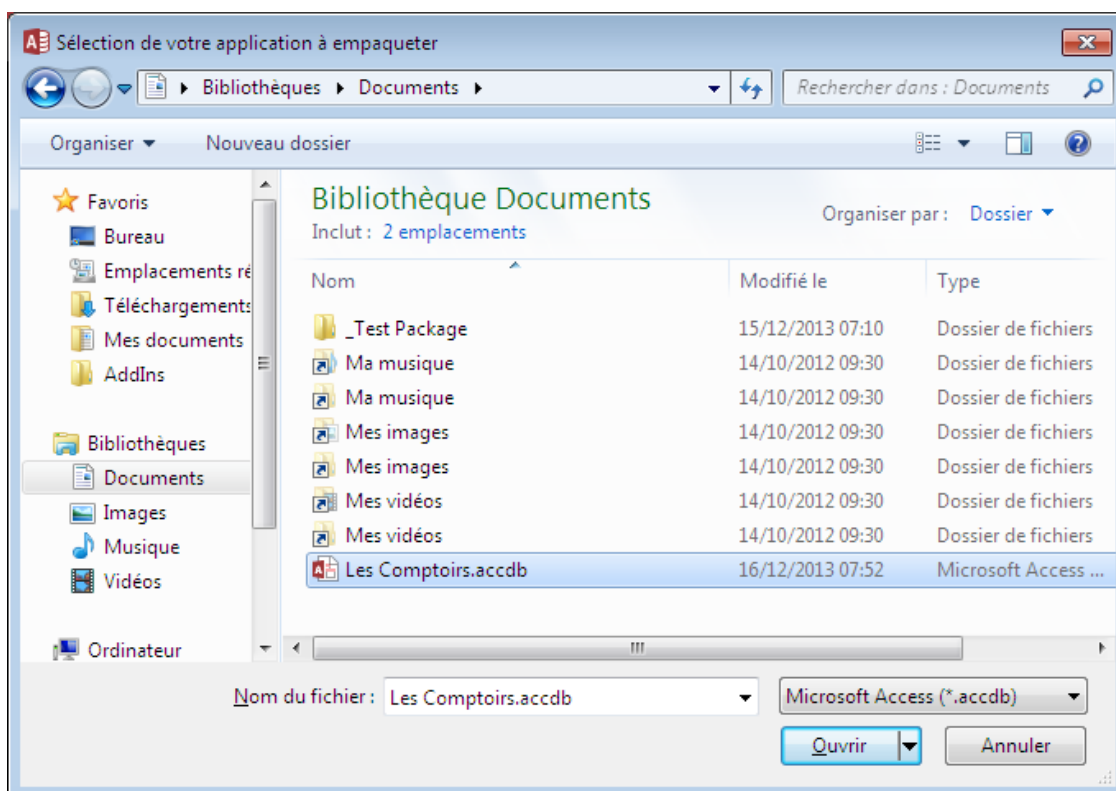 Sélection de votre application à empaqueter
Bibliothèques Documents
Rechercher dans : Documents
Organiser Nouveau dossier
Favoris
Bureau
Emplacements ré
Téléchargements
Mes documents
AddIns
Bibliothèques
Documents
Images
Musique
Vidéos
Ordinateur
Bibliothèque Documents
Inclut : 2 emplacements
Organiser par : Dossier
Nom Modifié le Type
_Test Package 15/12/2013 07:10 Dossier de fichiers
Ma musique 14/10/2012 09:30 Dossier de fichiers
Ma musique 14/10/2012 09:30 Dossier de fichiers
Mes images 14/10/2012 09:30 Dossier de fichiers
Mes images 14/10/2012 09:30 Dossier de fichiers
Mes vidéos 14/10/2012 09:30 Dossier de fichiers
Mes vidéos 14/10/2012 09:30 Dossier de fichiers
Les Comptoirs.accdb 16/12/2013 07:52 Microsoft Access ...
Nom du fichier : Les Comptoirs.accdb Microsoft Access (*.accdb)
Ouvrir Annuler